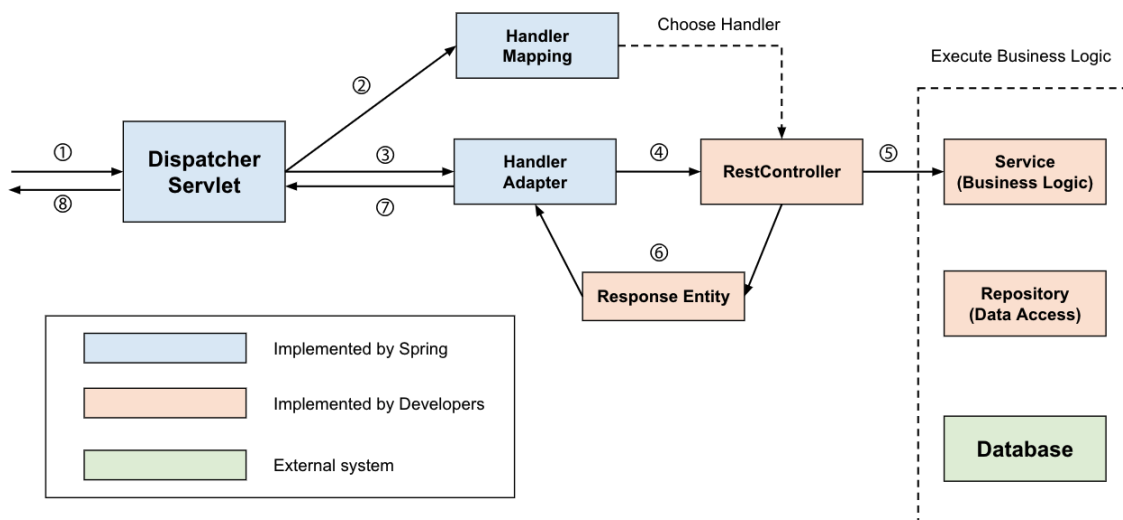 Choose Handler
Execute Business Logic
Handler
Mapping
②
①
Dispatcher
Servlet
③
Handler
Adapter
④
RestController
⑤
Service
(Business Logic)
⑧
⑦
⑥
Response Entity
Repository
(Data Access)
Implemented by Spring
Implemented by Developers
External system
Database